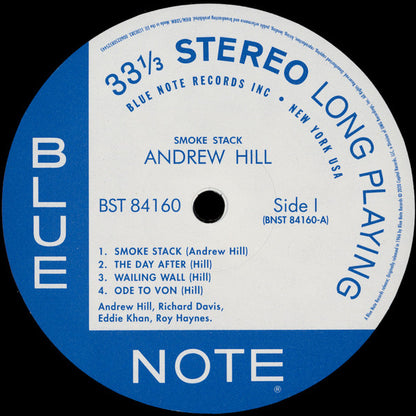 33⅓ STEREO LONG PLAYING
BLUE NOTE RECORDS INC • NEW YORK USA
SMOKE STACK
ANDREW HILL
BST 84160
Side I
(BNST 84160-A)
1. SMOKE STACK (Andrew Hill)
2. THE DAY AFTER (Hill)
3. WAILING WALL (Hill)
4. ODE TO VON (Hill)
Andrew Hill, Richard Davis,
Eddie Khan, Roy Haynes.
BLUE
NOTE
®